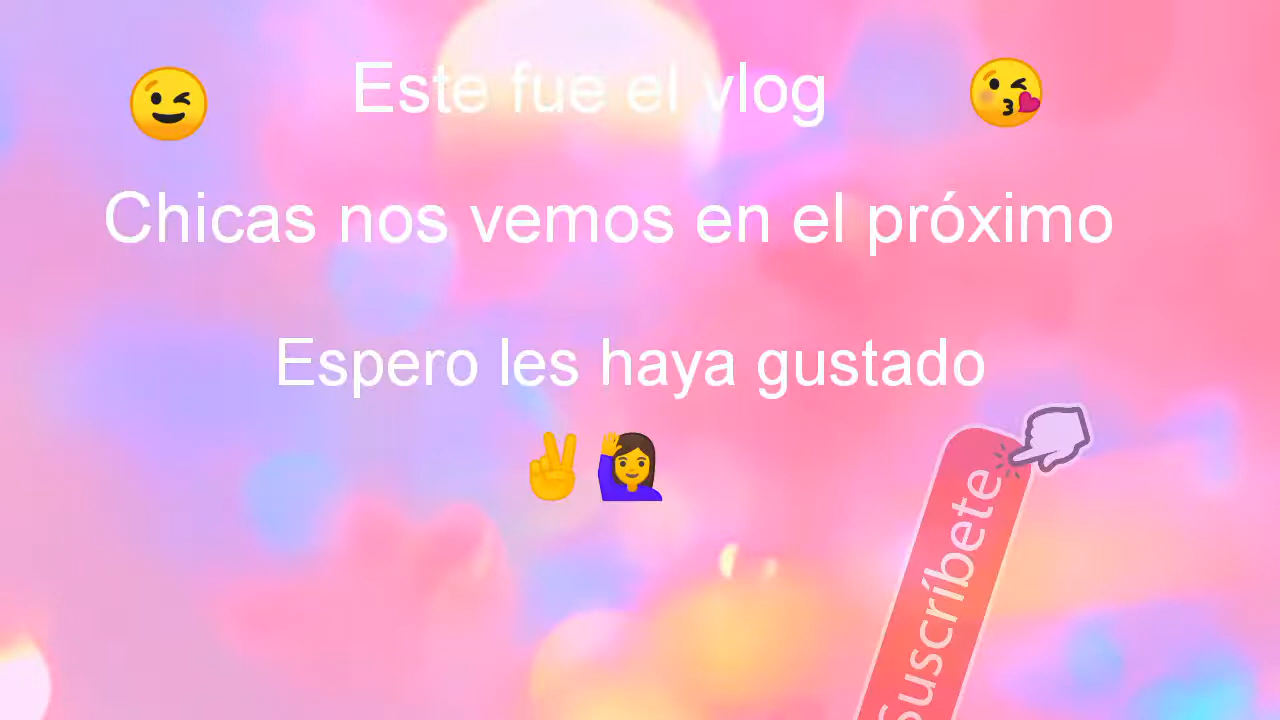 Este fue el vlog
Chicas nos vemos en el próximo
Espero les haya gustado
Suscríbete